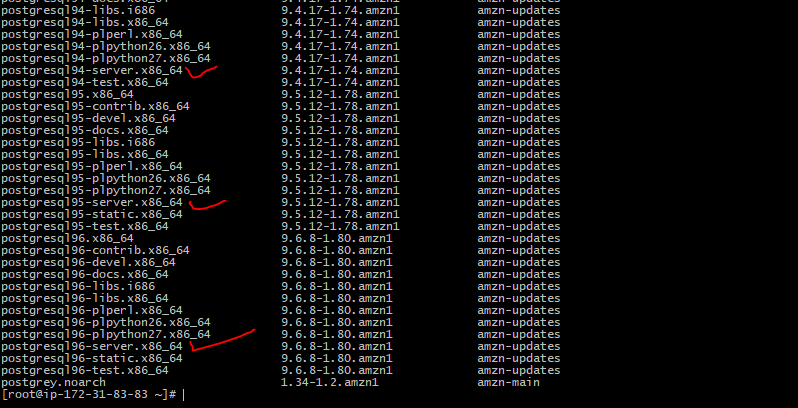 postgresql94-libs.i686 9.4.17-1.74.amzn1 amzn-updates
postgresql94-libs.x86_64 9.4.17-1.74.amzn1 amzn-updates
postgresql94-plperl.x86_64 9.4.17-1.74.amzn1 amzn-updates
postgresql94-plpython26.x86_64 9.4.17-1.74.amzn1 amzn-updates
postgresql94-plpython27.x86_64 9.4.17-1.74.amzn1 amzn-updates
postgresql94-server.x86_64 9.4.17-1.74.amzn1 amzn-updates
postgresql94-test.x86_64 9.4.17-1.74.amzn1 amzn-updates
postgresql95.x86_64 9.5.12-1.78.amzn1 amzn-updates
postgresql95-contrib.x86_64 9.5.12-1.78.amzn1 amzn-updates
postgresql95-devel.x86_64 9.5.12-1.78.amzn1 amzn-updates
postgresql95-docs.x86_64 9.5.12-1.78.amzn1 amzn-updates
postgresql95-libs.i686 9.5.12-1.78.amzn1 amzn-updates
postgresql95-libs.x86_64 9.5.12-1.78.amzn1 amzn-updates
postgresql95-plperl.x86_64 9.5.12-1.78.amzn1 amzn-updates
postgresql95-plpython26.x86_64 9.5.12-1.78.amzn1 amzn-updates
postgresql95-plpython27.x86_64 9.5.12-1.78.amzn1 amzn-updates
postgresql95-server.x86_64 9.5.12-1.78.amzn1 amzn-updates
postgresql95-static.x86_64 9.5.12-1.78.amzn1 amzn-updates
postgresql95-test.x86_64 9.5.12-1.78.amzn1 amzn-updates
postgresql96.x86_64 9.6.8-1.80.amzn1 amzn-updates
postgresql96-contrib.x86_64 9.6.8-1.80.amzn1 amzn-updates
postgresql96-devel.x86_64 9.6.8-1.80.amzn1 amzn-updates
postgresql96-docs.x86_64 9.6.8-1.80.amzn1 amzn-updates
postgresql96-libs.i686 9.6.8-1.80.amzn1 amzn-updates
postgresql96-libs.x86_64 9.6.8-1.80.amzn1 amzn-updates
postgresql96-plperl.x86_64 9.6.8-1.80.amzn1 amzn-updates
postgresql96-plpython26.x86_64 9.6.8-1.80.amzn1 amzn-updates
postgresql96-plpython27.x86_64 9.6.8-1.80.amzn1 amzn-updates
postgresql96-server.x86_64 9.6.8-1.80.amzn1 amzn-updates
postgresql96-static.x86_64 9.6.8-1.80.amzn1 amzn-updates
postgresql96-test.x86_64 9.6.8-1.80.amzn1 amzn-updates
postgrey.noarch 1.34-1.2.amzn1 amzn-main
[root@ip-172-31-83-83 ~]#